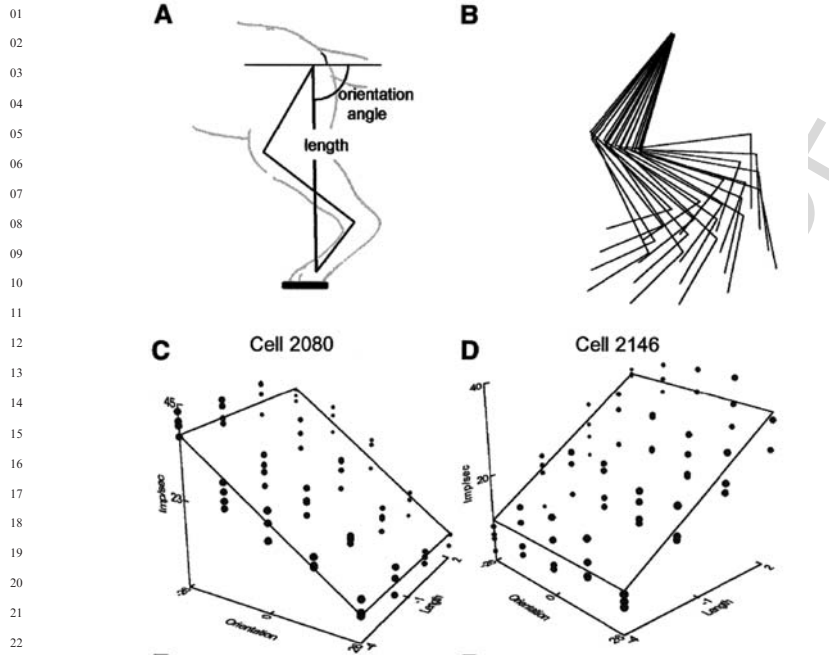 01
02
03
04
05
06
07
08
09
10
11
12
13
14
15
16
17
18
19
20
21
22
A
orientation
angle
length
B
C
Cell 2080
45
23
Imp/sec
0
Orientation
-1
2
Length
D
Cell 2146
40
20
Imp/sec
0
Orientation
-1
2
Length